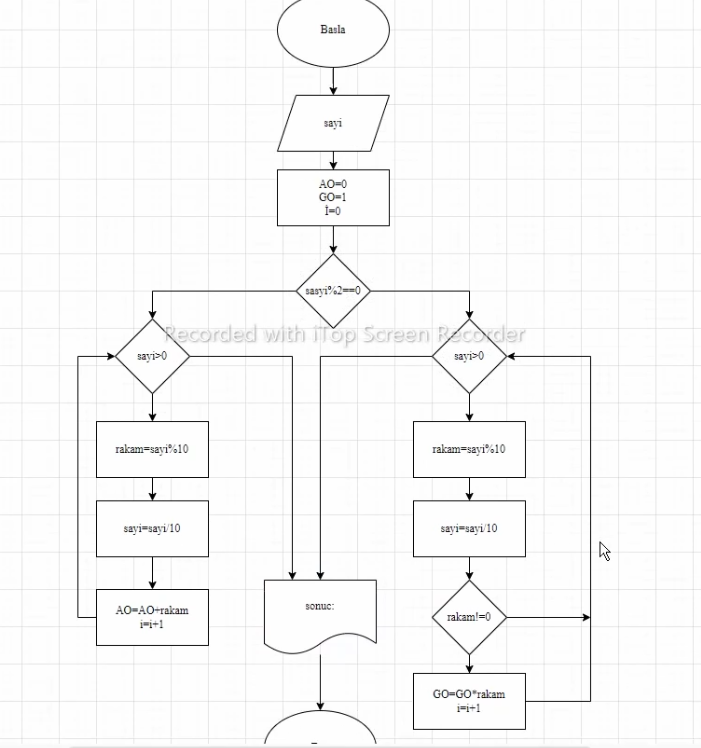 Basla
sayi
AO=0
GO=1
İ=0
sasyi%2==0
Recorded with iTop Screen Recorder
sayi>0
sayi>0
rakam=sayi%10
rakam=sayi%10
sayi=sayi/10
sayi=sayi/10
AO=AO+rakam
i=i+1
sonuc:
rakam!=0
GO=GO*rakam
i=i+1